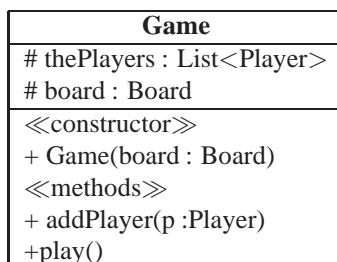 Game
# thePlayers : List<Player>
# board : Board
≪constructor≫
+ Game(board : Board)
≪methods≫
+ addPlayer(p :Player)
+play()